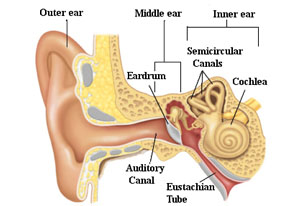 Outer ear
Middle ear
Inner ear
Semicircular
Canals
Eardrum
Cochlea
Auditory
Canal
Eustachian
Tube